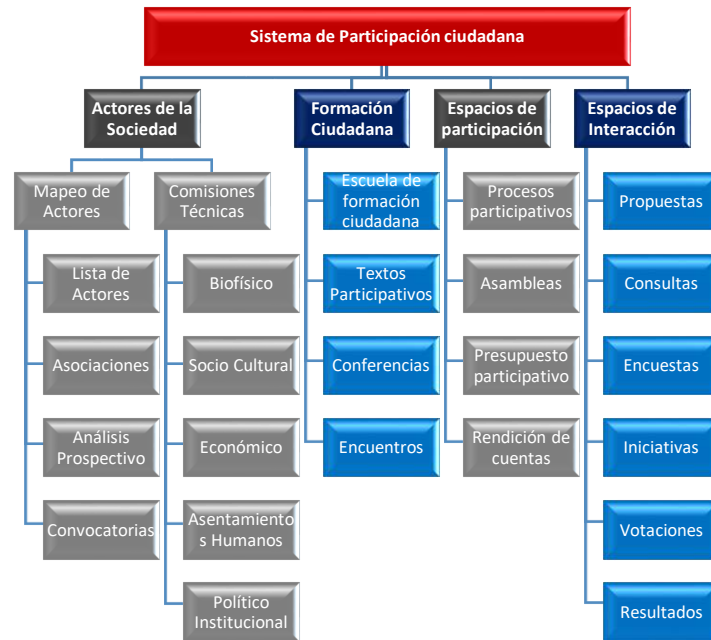 Sistema de Participación ciudadana
Actores de la
Sociedad
Mapeo de
Actores
Lista de
Actores
Asociaciones
Análisis
Prospectivo
Convocatorias
Comisiones
Técnicas
Biofísico
Socio Cultural
Económico
Asentamiento
s Humanos
Político
Institucional
Formación
Ciudadana
Escuela de
formación
ciudadana
Textos
Participativos
Conferencias
Encuentros
Espacios de
participación
Procesos
participativos
Asambleas
Presupuesto
participativo
Rendición de
cuentas
Espacios de
Interacción
Propuestas
Consultas
Encuestas
Iniciativas
Votaciones
Resultados